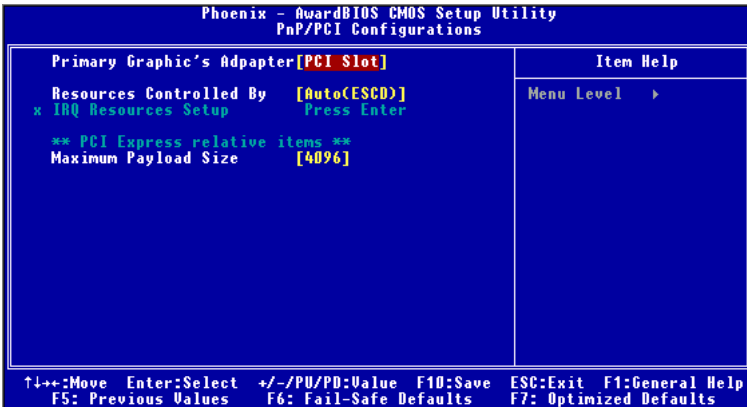 Phoenix - AwardBIOS CMOS Setup Utility
PnP/PCI Configurations
Primary Graphic's Adpapter[PCI Slot]
Resources Controlled By [Auto(ESCD)]
x IRQ Resources Setup Press Enter
** PCI Express relative items **
Maximum Payload Size [4096]
Item Help
Menu Level ▸
↑↓→←:Move Enter:Select +/-/PU/PD:Value F10:Save ESC:Exit F1:General Help
F5: Previous Values F6: Fail-Safe Defaults F7: Optimized Defaults